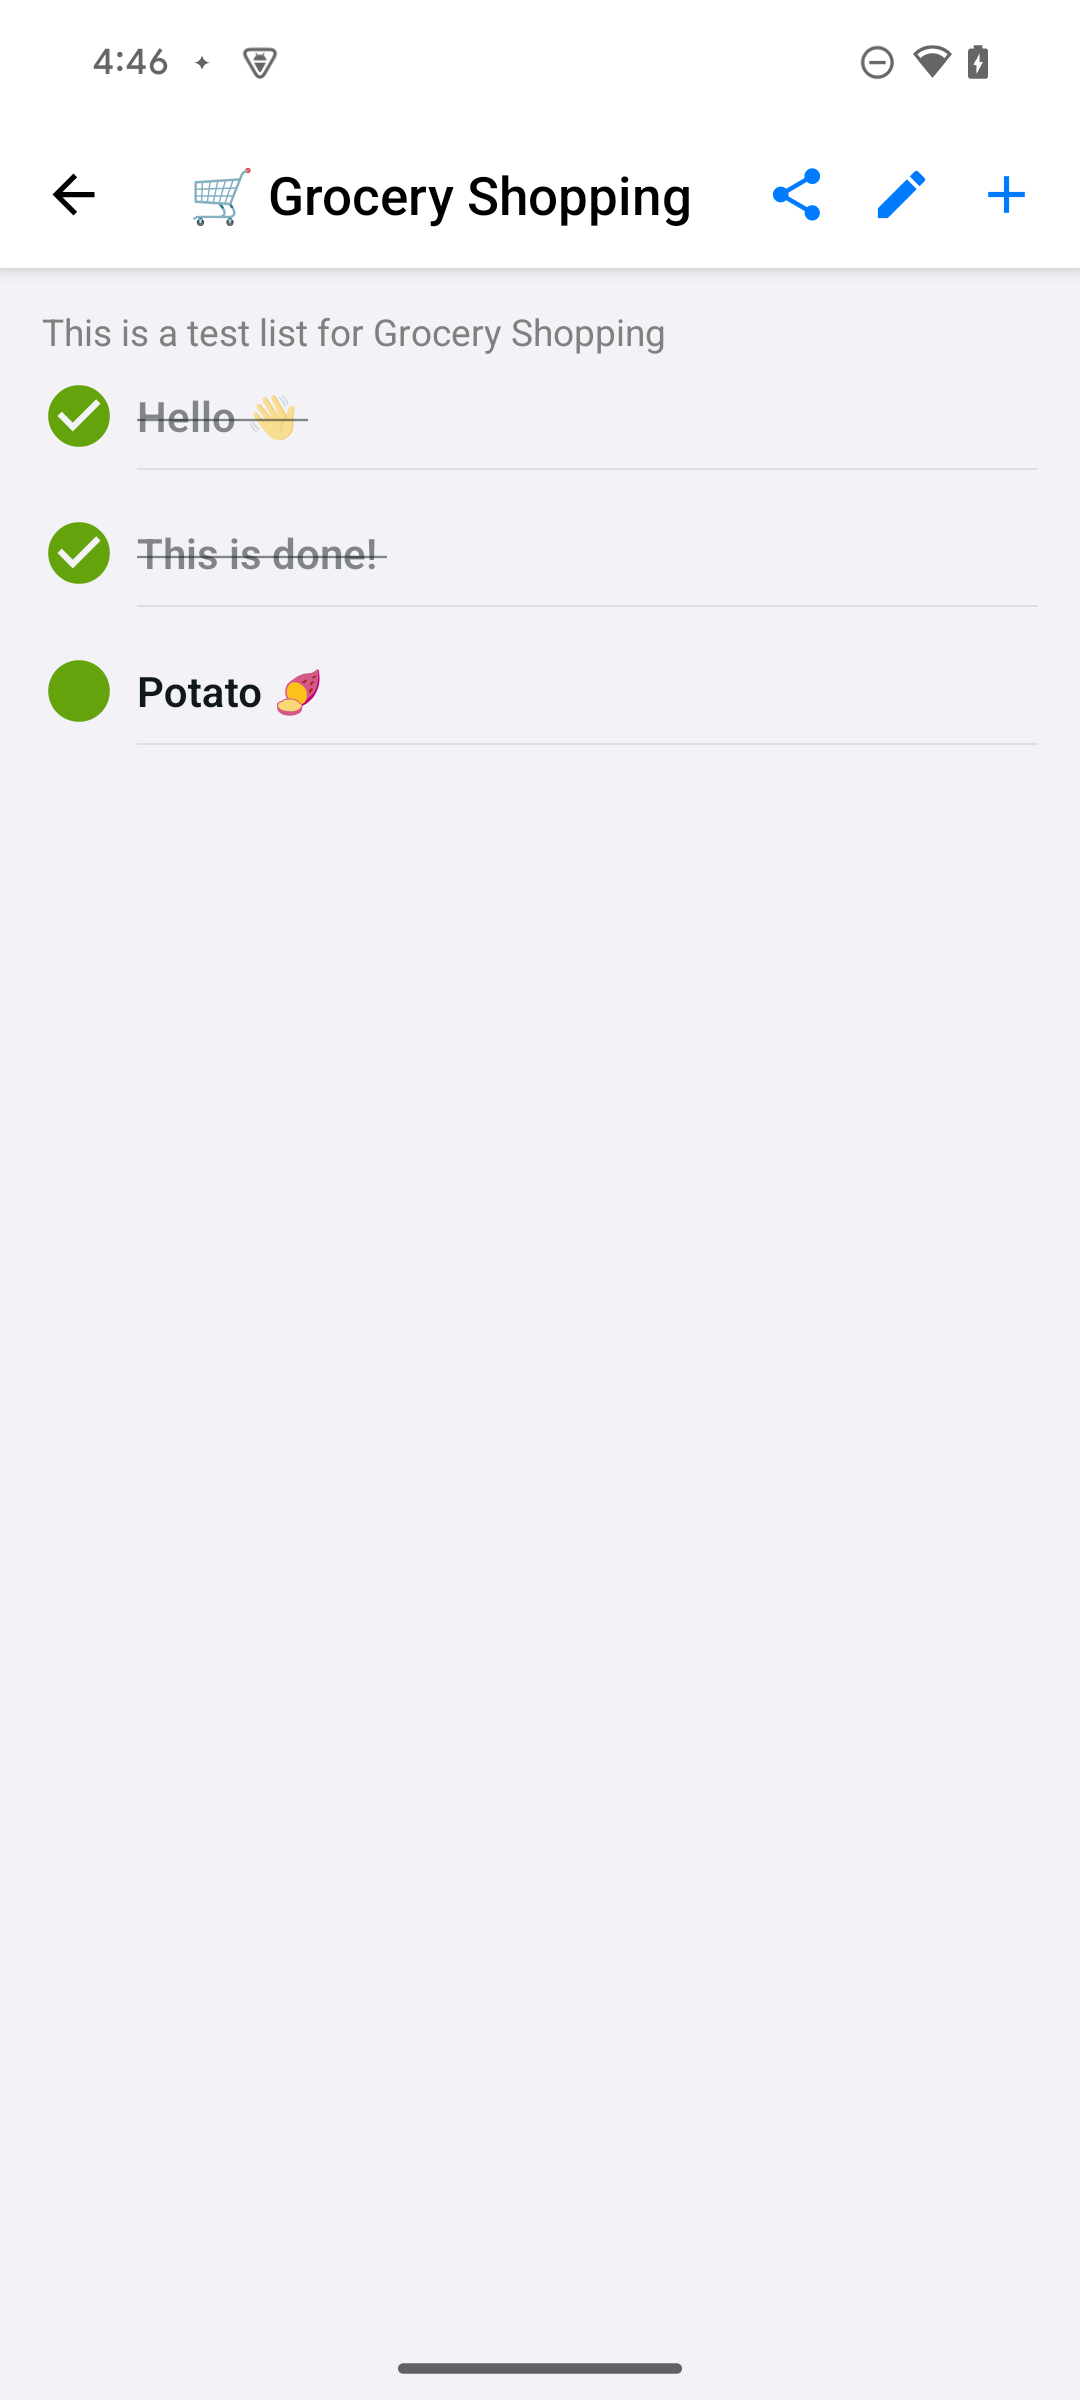 4:46
🛒 Grocery Shopping
This is a test list for Grocery Shopping
Hello 👋
This is done!
Potato 🍠